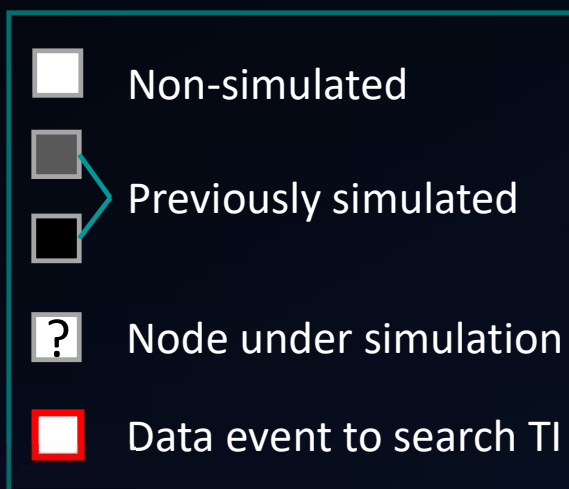 Non-simulated
Previously simulated
? Node under simulation
Data event to search TI